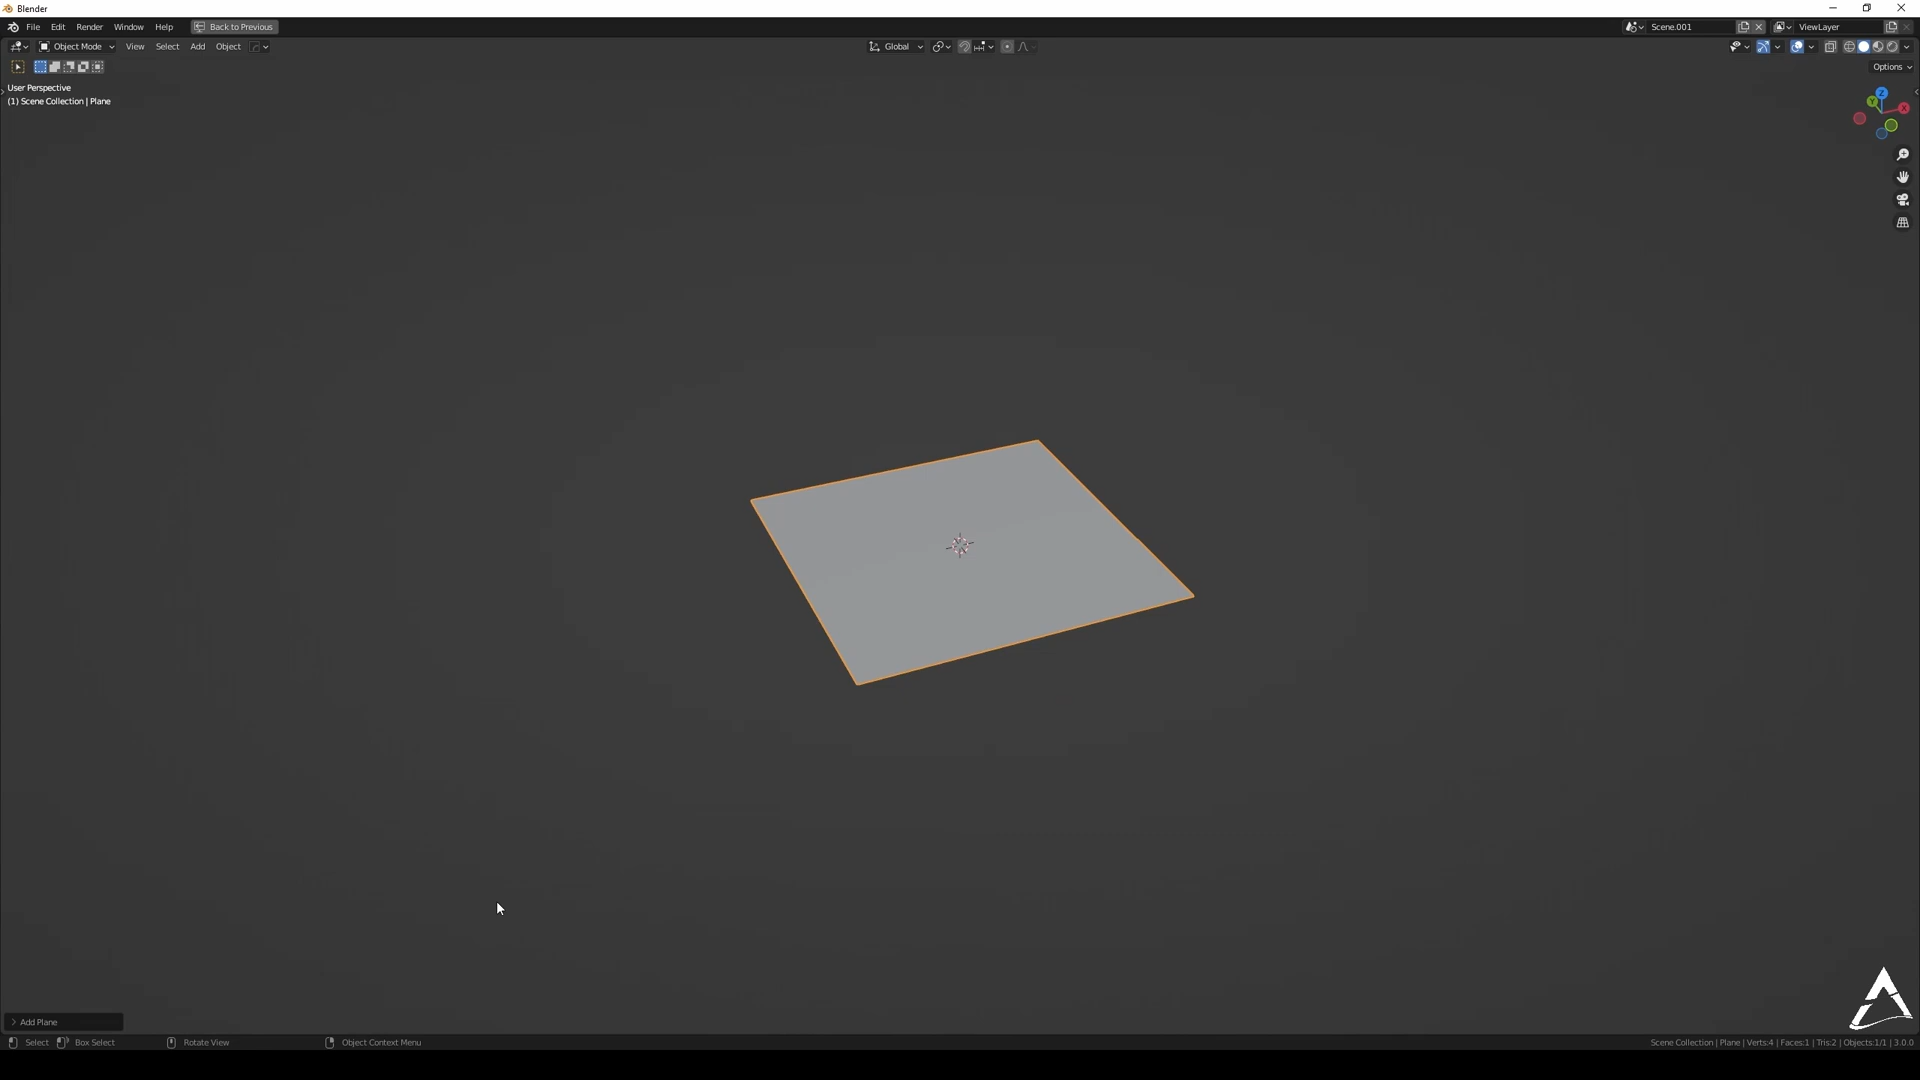 Blender
File Edit Render Window Help Back to Previous Scene.001 ViewLayer
Object Mode View Select Add Object Global
Options
User Perspective
(1) Scene Collection | Plane
Z
Y
X
Add Plane
Select Box Select Rotate View Object Context Menu Scene Collection | Plane | Verts:4 | Faces:1 | Tris:2 | Objects:1/1 | 3.0.0